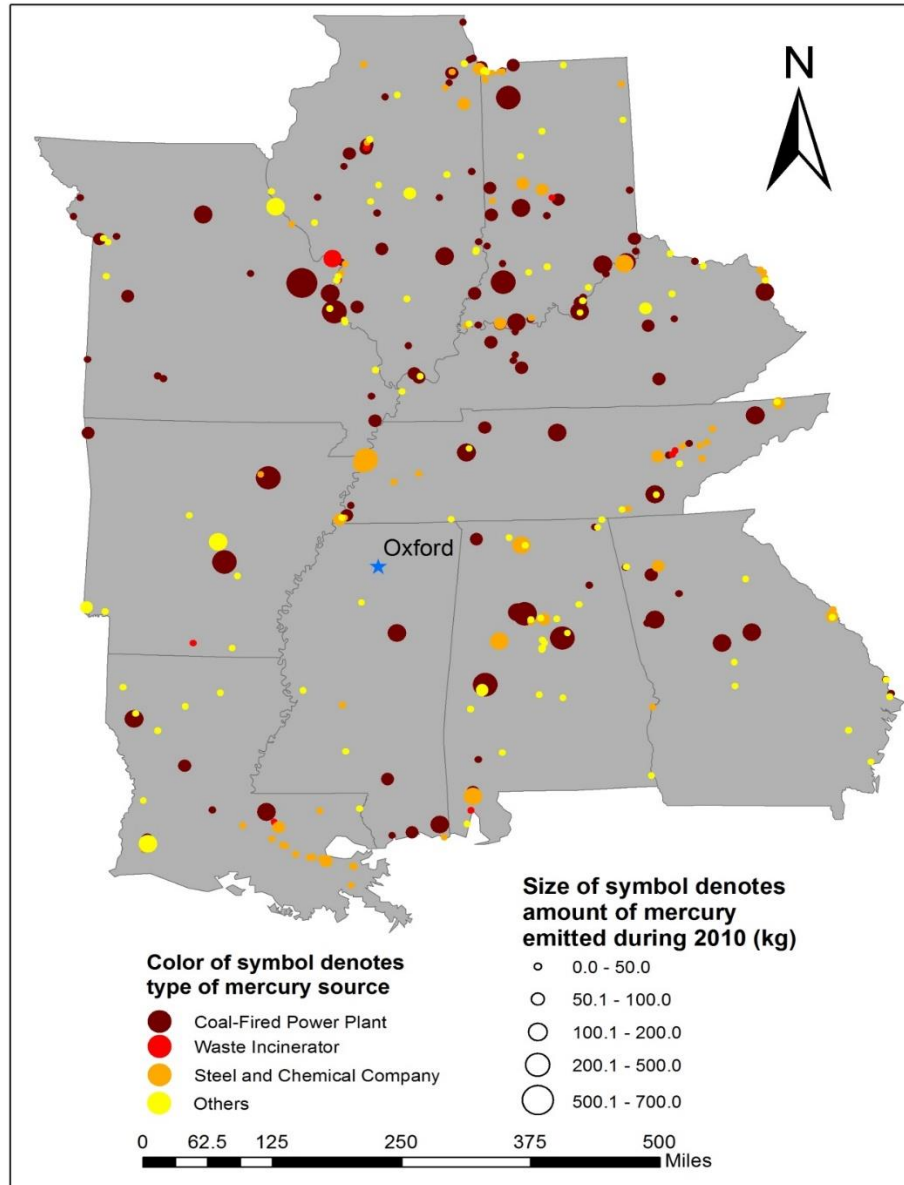 N
Oxford
Size of symbol denotes
amount of mercury
emitted during 2010 (kg)
0.0 - 50.0
50.1 - 100.0
100.1 - 200.0
200.1 - 500.0
500.1 - 700.0
Color of symbol denotes
type of mercury source
Coal-Fired Power Plant
Waste Incinerator
Steel and Chemical Company
Others
0 62.5 125 250 375 500
Miles